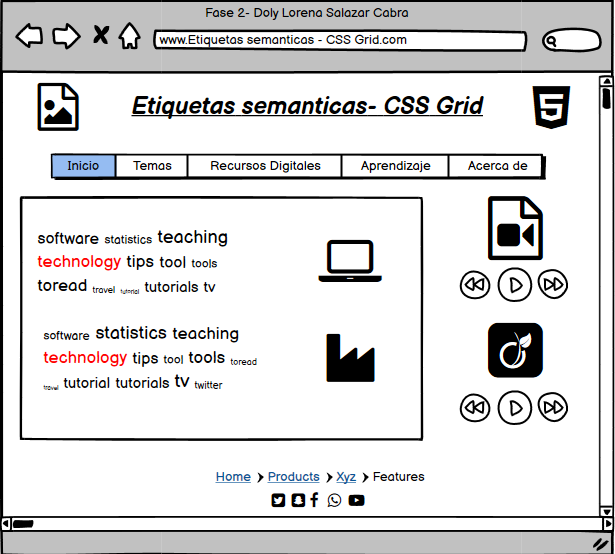 Fase 2- Doly Lorena Salazar Cabra
www.Etiquetas semanticas - CSS Grid.com
Etiquetas semanticas- CSS Grid
5
Inicio Temas Recursos Digitales Aprendizaje Acerca de
software statistics teaching
technology tips tool tools
toread travel tutorial tutorials tv
software statistics teaching
technology tips tool tools toread
travel tutorial tutorials tv twitter
Home > Products > Xyz > Features